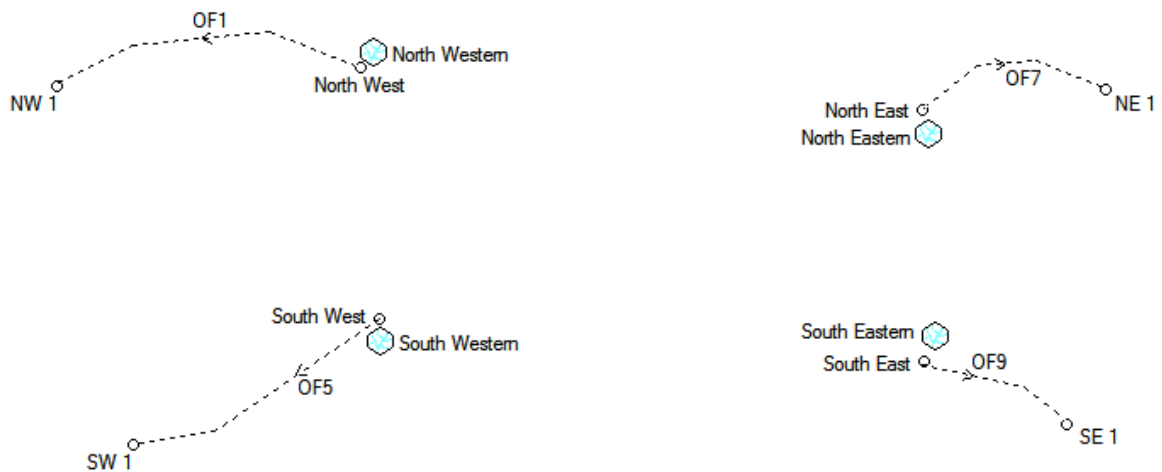 OF1
North Western
North West
NW 1
OF7
North East
NE 1
North Eastern
South West
South Western
OF5
SW 1
South Eastern
South East
OF9
SE 1